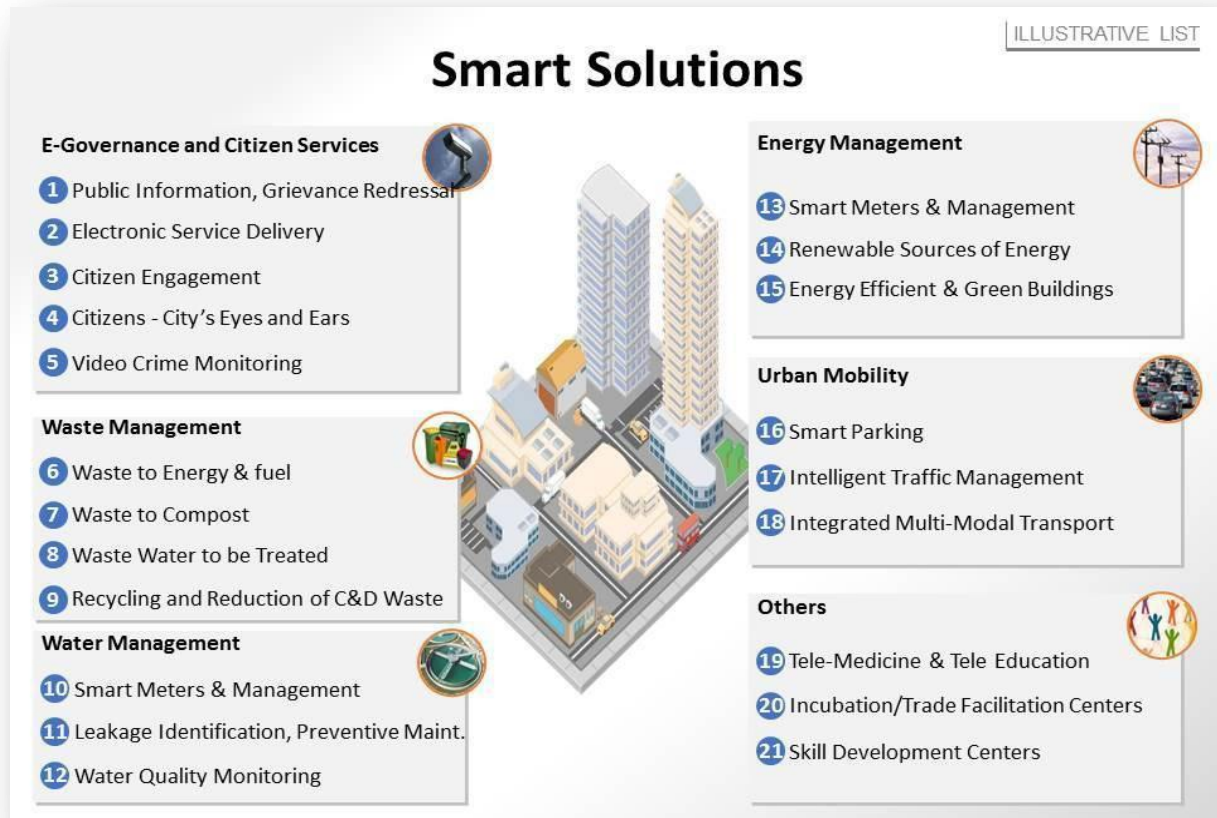 ILLUSTRATIVE LIST
Smart Solutions
E-Governance and Citizen Services
1 Public Information, Grievance Redressal
2 Electronic Service Delivery
3 Citizen Engagement
4 Citizens - City's Eyes and Ears
5 Video Crime Monitoring
Waste Management
6 Waste to Energy & fuel
7 Waste to Compost
8 Waste Water to be Treated
9 Recycling and Reduction of C&D Waste
Water Management
10 Smart Meters & Management
11 Leakage Identification, Preventive Maint.
12 Water Quality Monitoring
Energy Management
13 Smart Meters & Management
14 Renewable Sources of Energy
15 Energy Efficient & Green Buildings
Urban Mobility
16 Smart Parking
17 Intelligent Traffic Management
18 Integrated Multi-Modal Transport
Others
19 Tele-Medicine & Tele Education
20 Incubation/Trade Facilitation Centers
21 Skill Development Centers